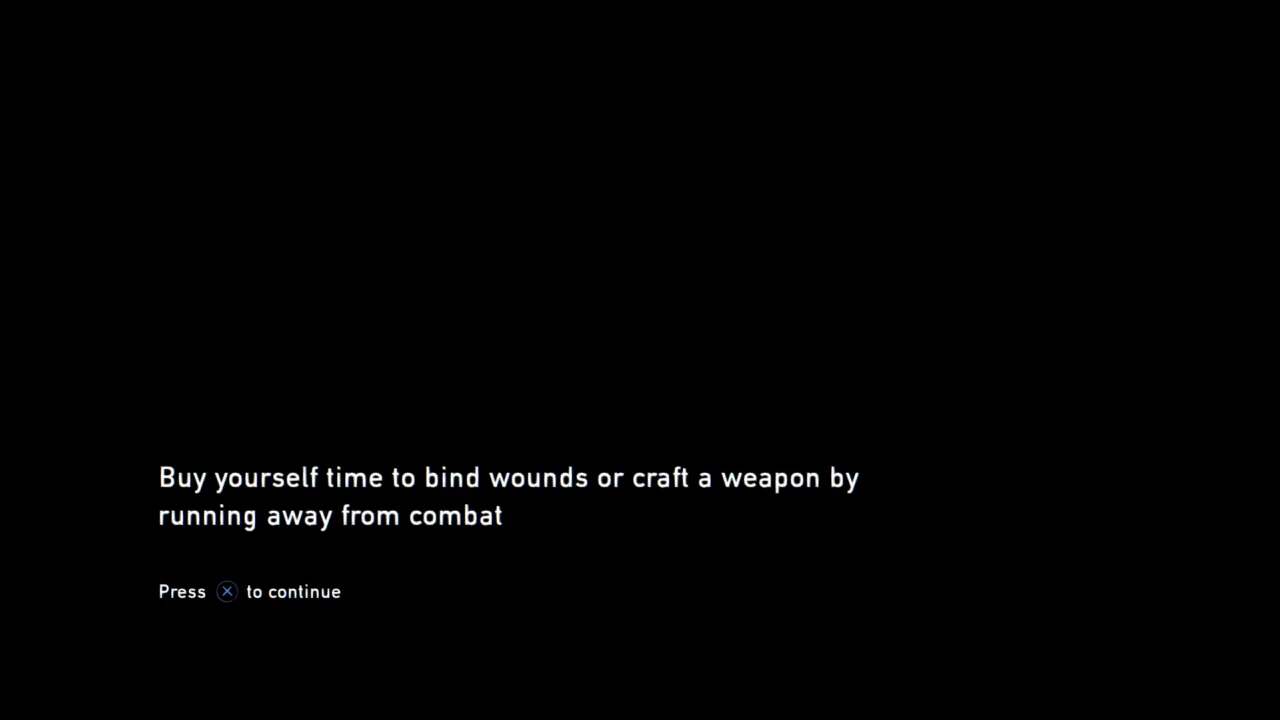 Buy yourself time to bind wounds or craft a weapon by
running away from combat
Press ⓧ to continue